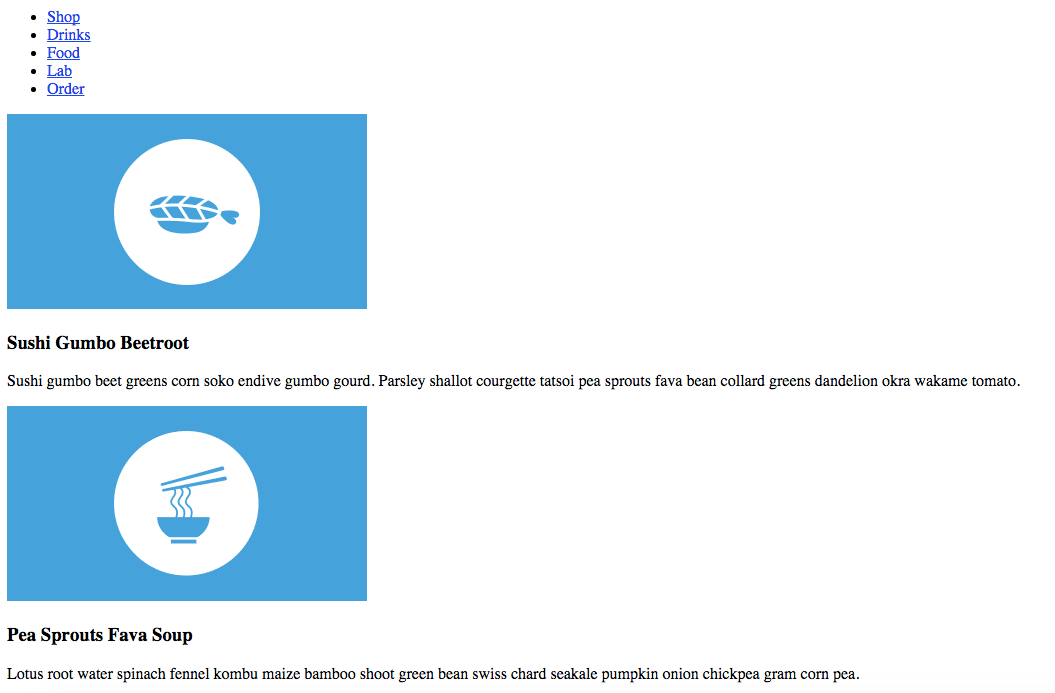 Shop
Drinks
Food
Lab
Order
Sushi Gumbo Beetroot
Sushi gumbo beet greens corn soko endive gumbo gourd. Parsley shallot courgette tatsoi pea sprouts fava bean collard greens dandelion okra wakame tomato.
Pea Sprouts Fava Soup
Lotus root water spinach fennel kombu maize bamboo shoot green bean swiss chard seakale pumpkin onion chickpea gram corn pea.